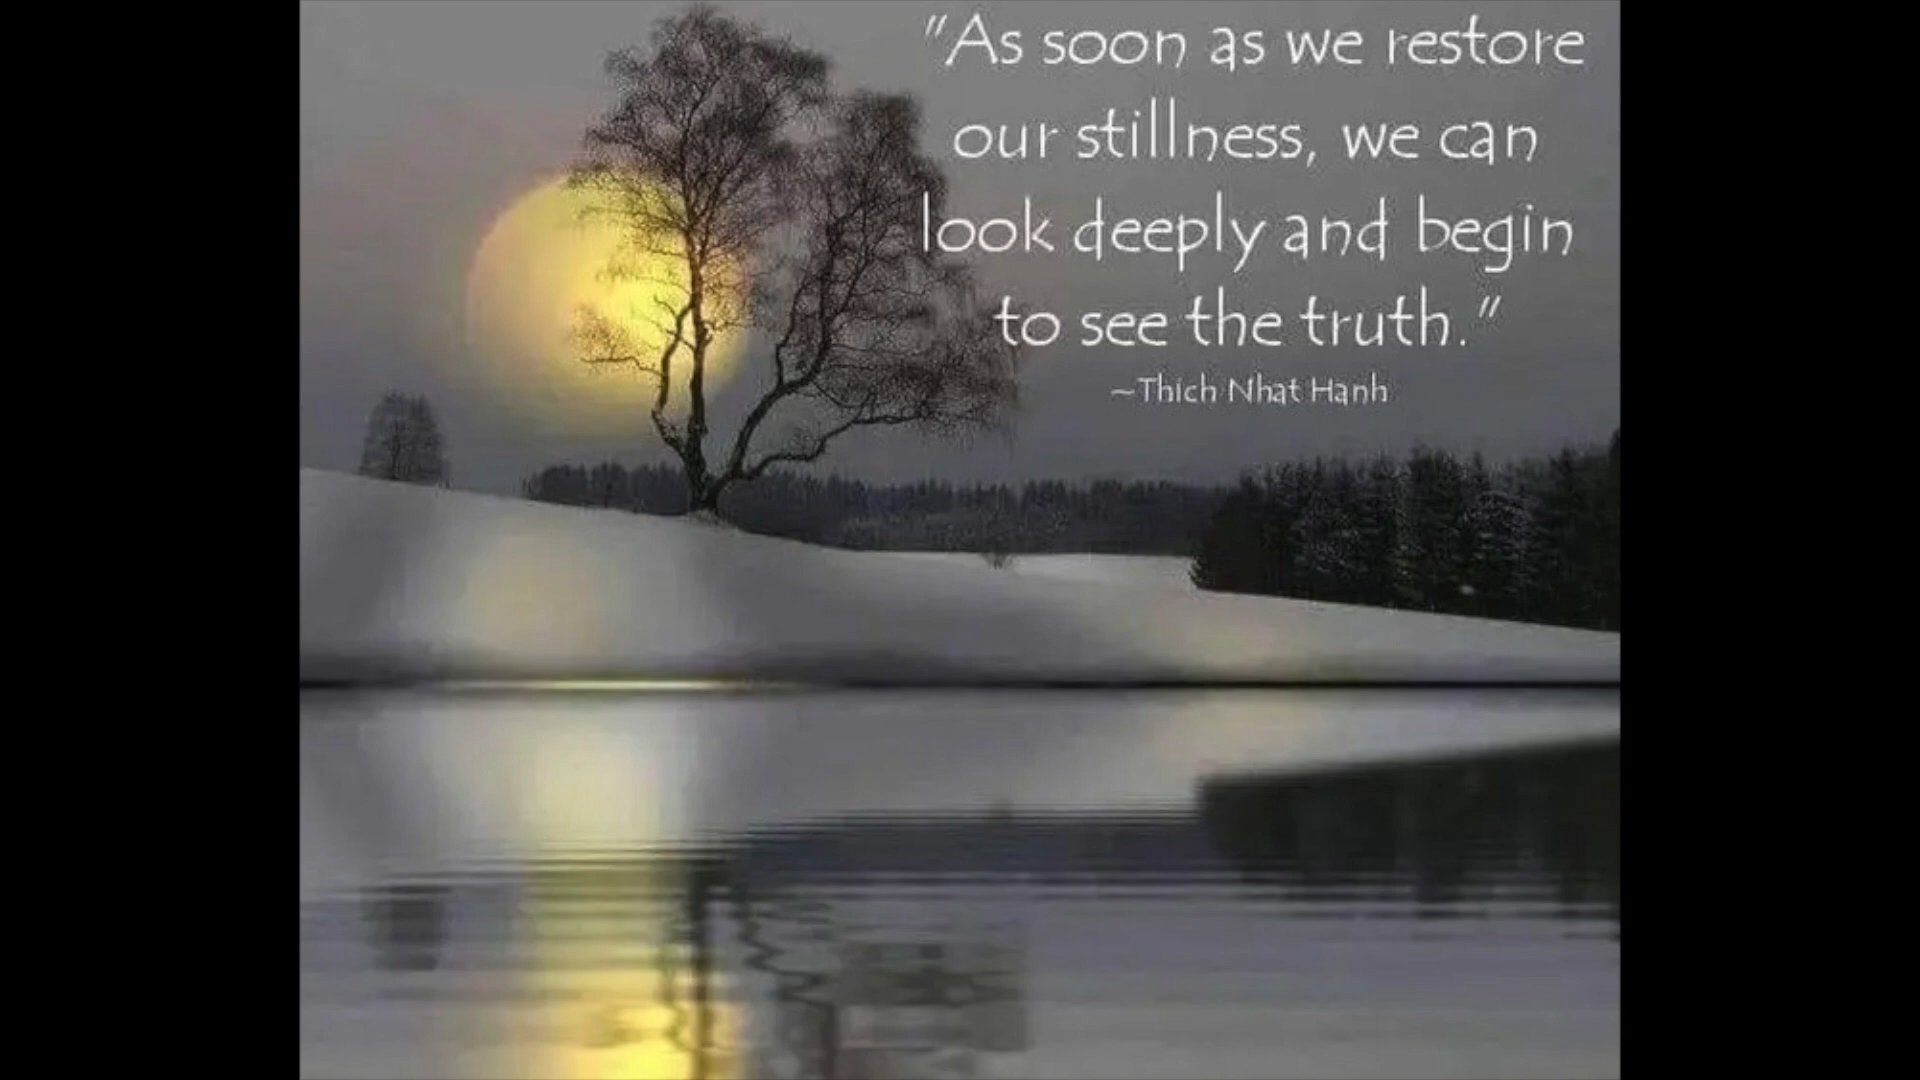 "As soon as we restore
our stillness, we can
look deeply and begin
to see the truth."
~Thich Nhat Hanh